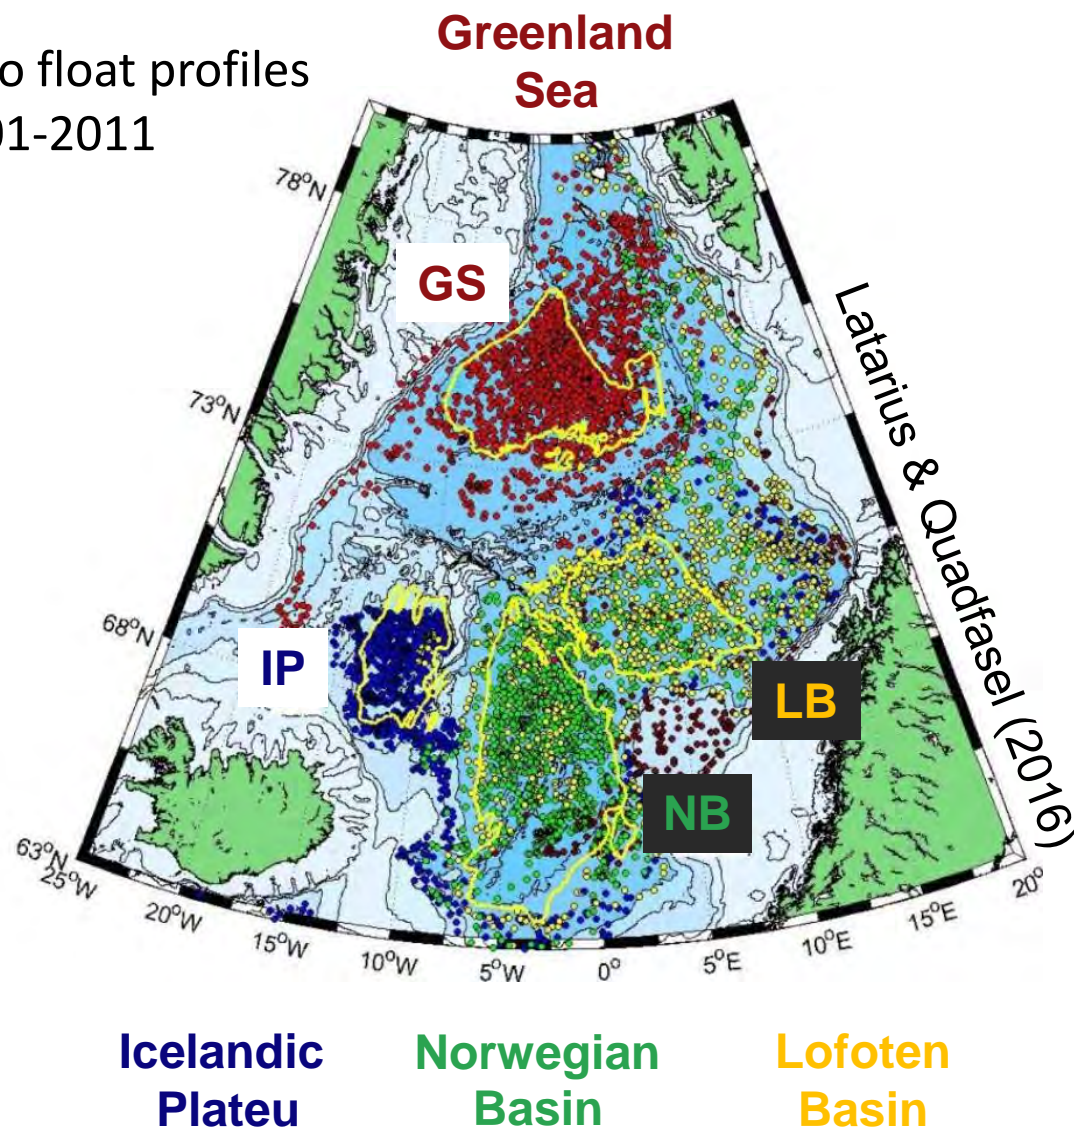 Greenland
Sea
o float profiles
01-2011
78°N
GS
73°N
Latarius & Quadfasel (2016)
68°N
IP
LB
NB
63°N
25°W
20°W
15°W
10°W
5°W
0°
5°E
10°E
15°E
20°
Icelandic
Plateu
Norwegian
Basin
Lofoten
Basin